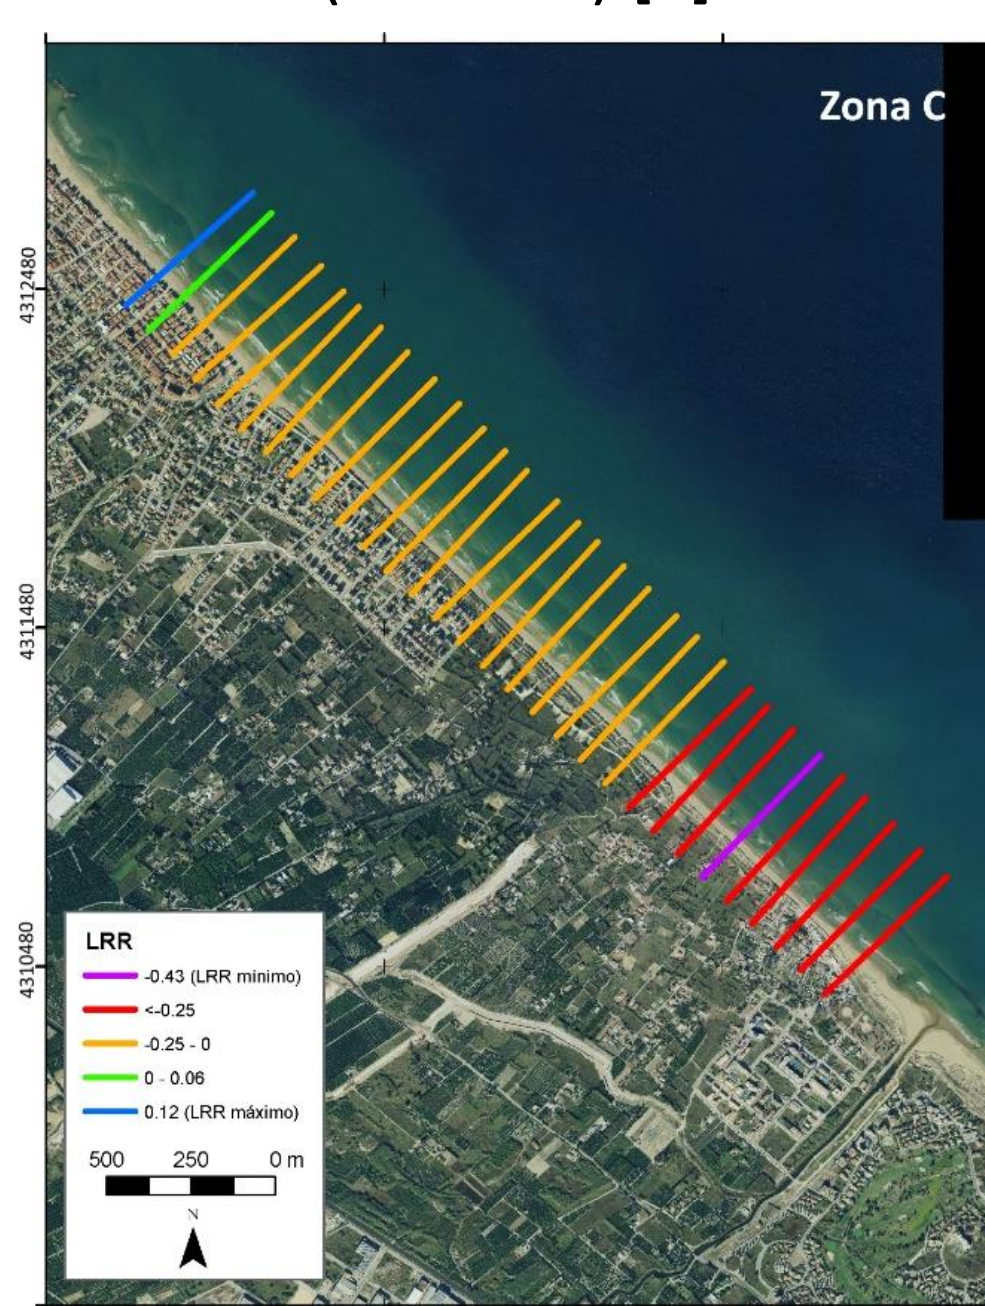 Zona C
4312480
4311480
4310480
LRR
-0.43 (LRR mínimo)
<-0.25
-0.25 - 0
0 - 0.06
0.12 (LRR máximo)
500 250 0 m
N